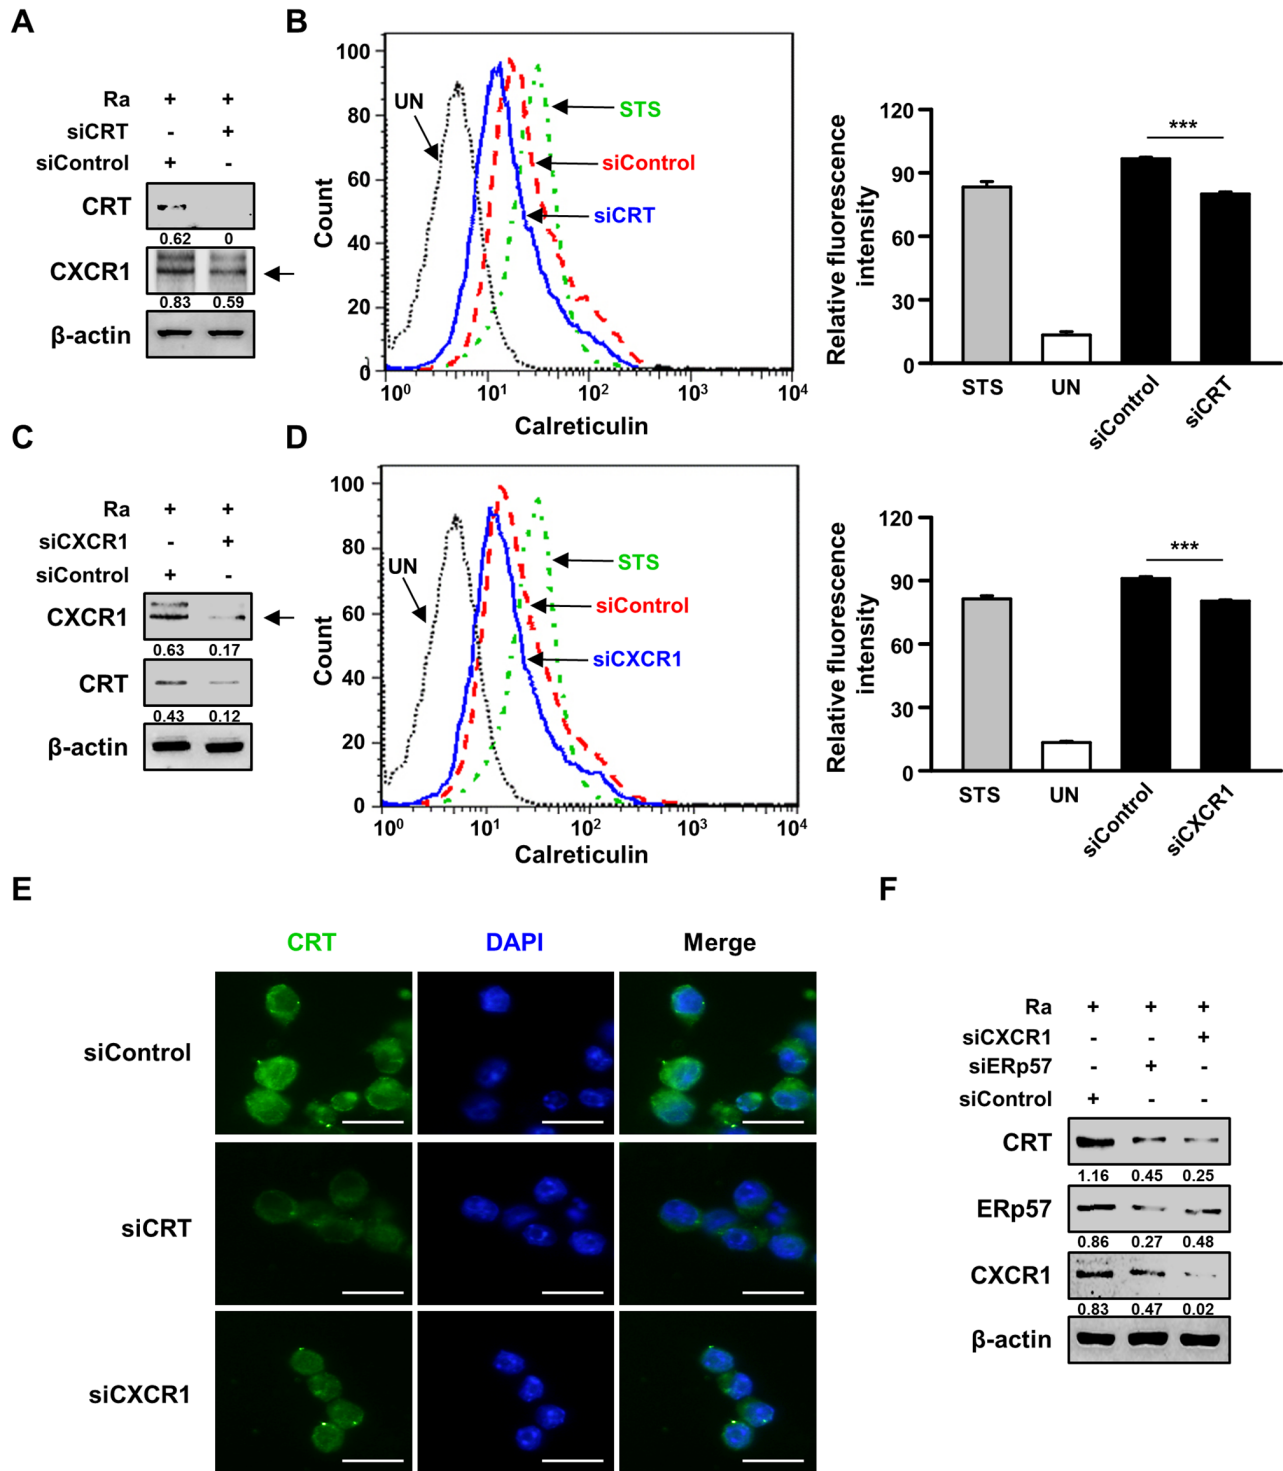 A
Ra + +
siCRT - +
siControl + -
CRT
0.62 0
CXCR1
0.83 0.59
β-actin
B
100
80
60
40
20
0
Count
UN
STS
siControl
siCRT
10⁰ 10¹ 10² 10³ 10⁴
Calreticulin
Relative fluorescence
intensity
120
90
60
30
0
***
STS UN siControl siCRT
C
Ra + +
siCXCR1 - +
siControl + -
CXCR1
0.63 0.17
CRT
0.43 0.12
β-actin
D
100
80
60
40
20
0
Count
UN
STS
siControl
siCXCR1
10⁰ 10¹ 10² 10³ 10⁴
Calreticulin
Relative fluorescence
intensity
120
90
60
30
0
***
STS UN siControl siCXCR1
E
CRT DAPI Merge
siControl
siCRT
siCXCR1
F
Ra + + +
siCXCR1 - - +
siERp57 - + -
siControl + - -
CRT
1.16 0.45 0.25
ERp57
0.86 0.27 0.48
CXCR1
0.83 0.47 0.02
β-actin